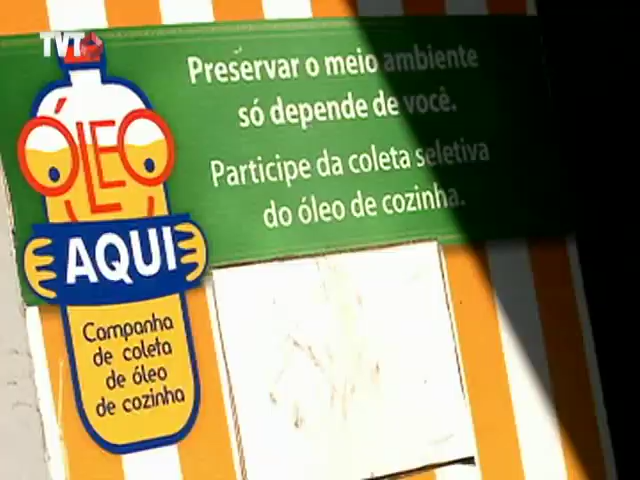 TVT
Preservar o meio ambiente
só depende de você.
Participe da coleta seletiva
do óleo de cozinha.
ÓLEO
AQUI
Campanha
de coleta
de óleo
de cozinha